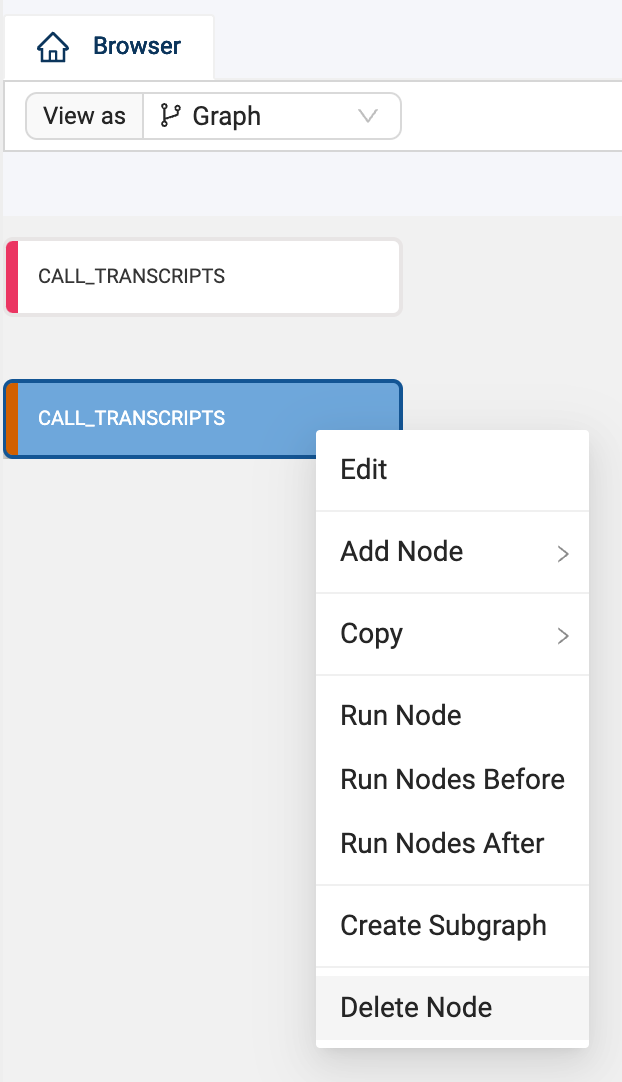 Browser
View as Graph
CALL_TRANSCRIPTS
CALL_TRANSCRIPTS
Edit
Add Node
Copy
Run Node
Run Nodes Before
Run Nodes After
Create Subgraph
Delete Node